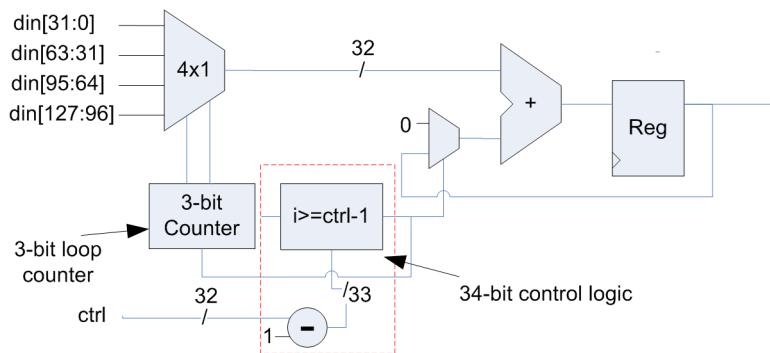 din[31:0]
din[63:31]
din[95:64]
din[127:96]
4x1
32
0
+
Reg
3-bit
Counter
i>=ctrl-1
3-bit loop
counter
33
34-bit control logic
ctrl
32
1
-